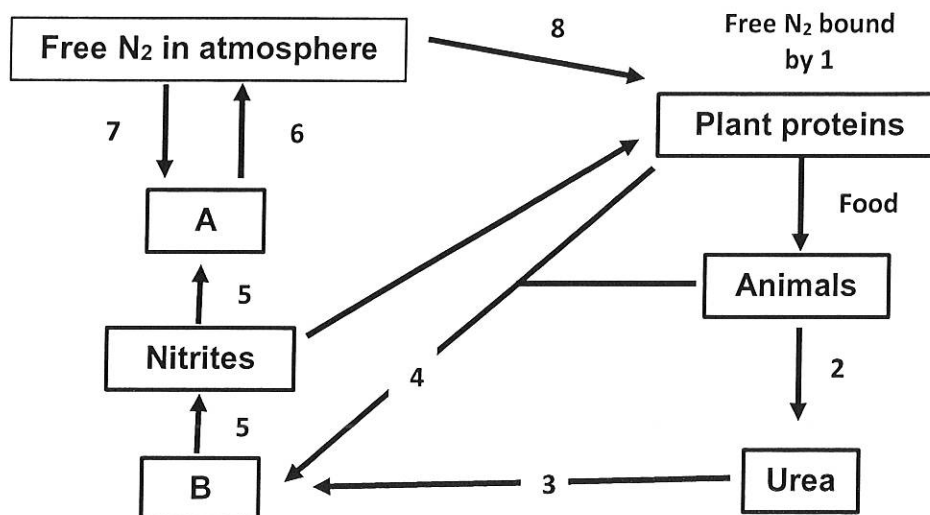 Free N₂ in atmosphere
8
Free N₂ bound
by 1
Plant proteins
7
6
Food
A
Animals
5
Nitrites
4
2
5
B
3
Urea